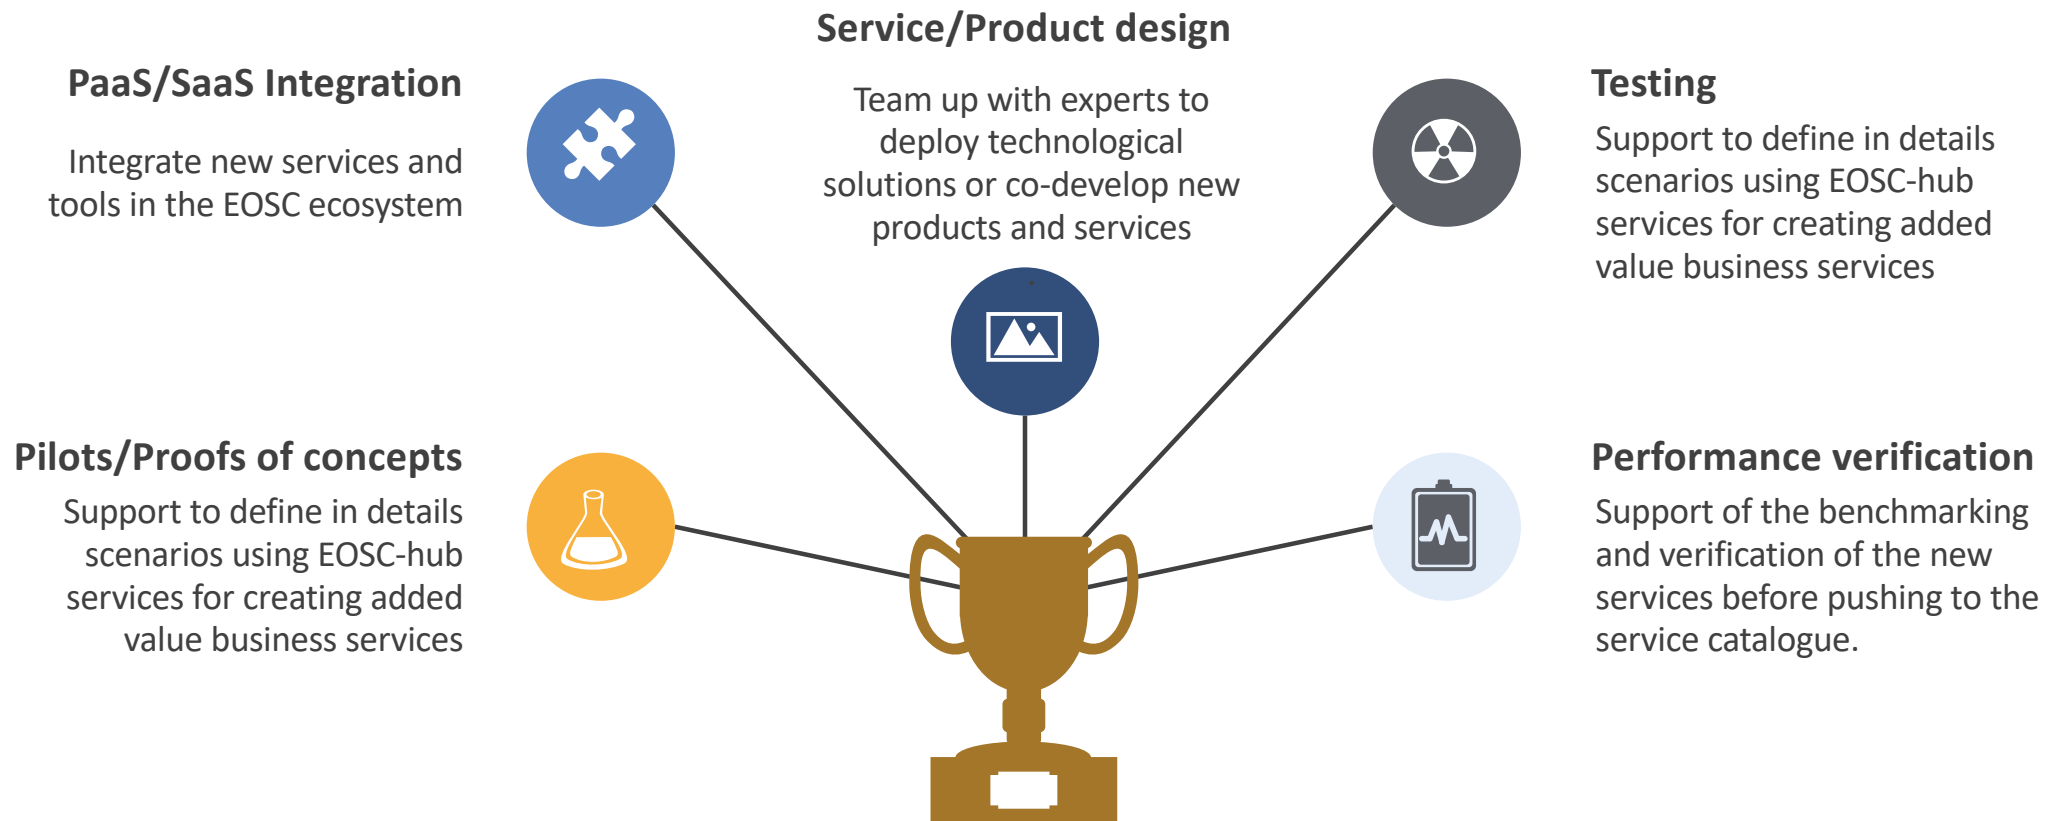 Service/Product design
Team up with experts to
deploy technological
solutions or co-develop new
products and services
PaaS/SaaS Integration
Integrate new services and
tools in the EOSC ecosystem
Testing
Support to define in details
scenarios using EOSC-hub
services for creating added
value business services
Pilots/Proofs of concepts
Support to define in details
scenarios using EOSC-hub
services for creating added
value business services
Performance verification
Support of the benchmarking
and verification of the new
services before pushing to the
service catalogue.